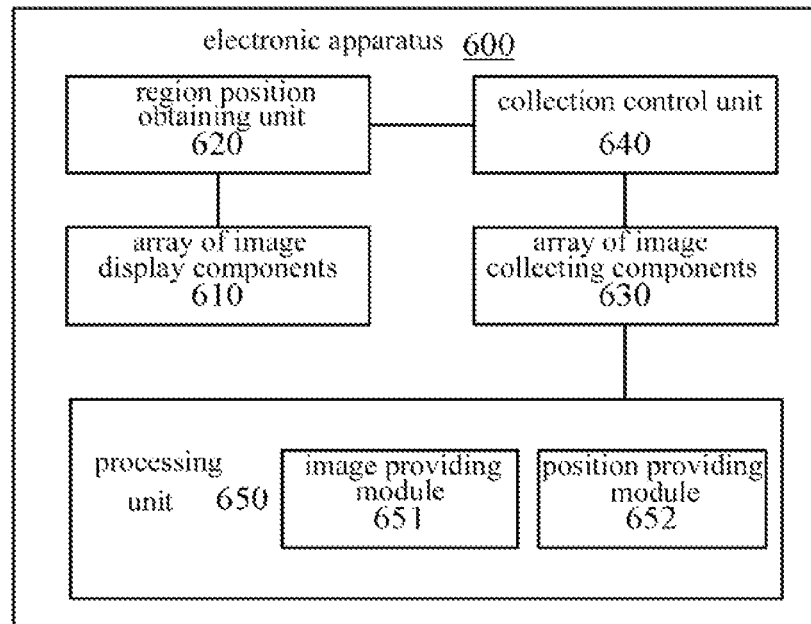 electronic apparatus 600
region position
obtaining unit
620
collection control unit
640
array of image
display components
610
array of image
collecting components
630
processing
unit 650
image providing
module
651
position providing
module
652